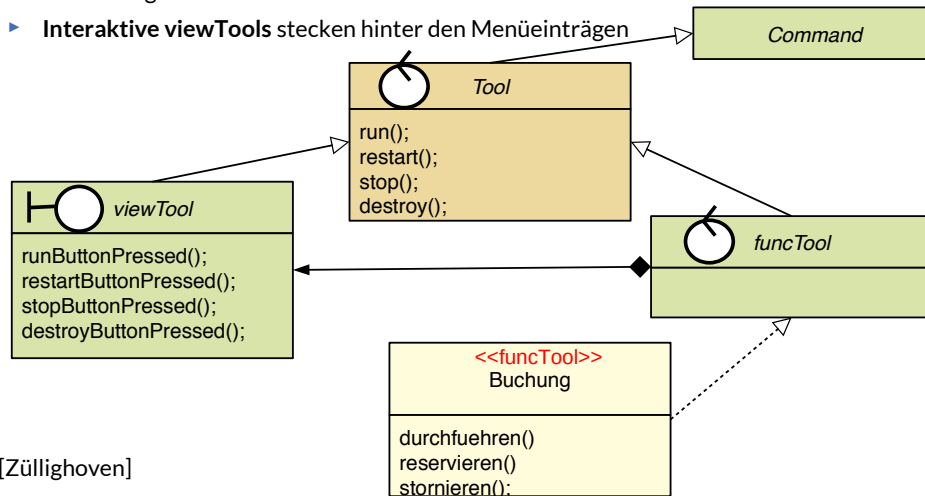 Interaktive viewTools stecken hinter den Menüeinträgen
Command
Tool
run();
restart();
stop();
destroy();
viewTool
runButtonPressed();
restartButtonPressed();
stopButtonPressed();
destroyButtonPressed();
funcTool
<<funcTool>>
Buchung
durchfuehren()
reservieren()
stornieren();
[Züllighoven]